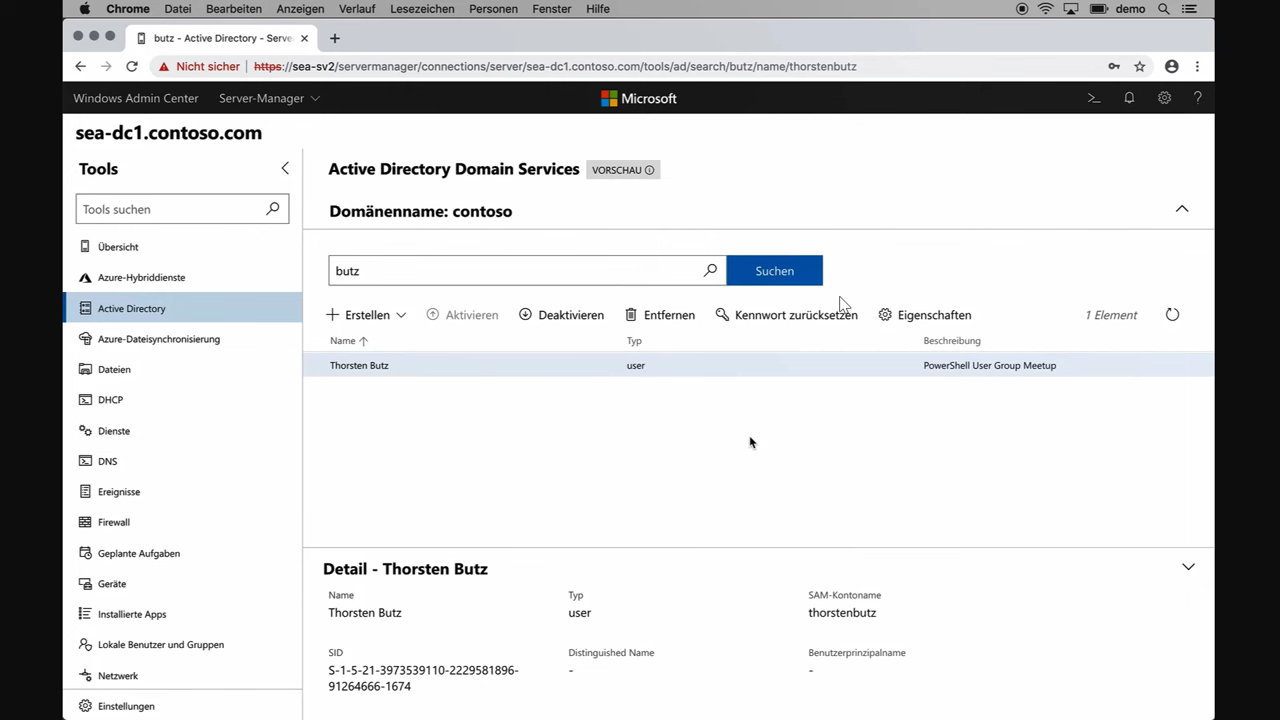 Chrome Datei Bearbeiten Anzeigen Verlauf Lesezeichen Personen Fenster Hilfe demo
butz - Active Directory - Serve
Nicht sicher https://sea-sv2/servermanager/connections/server/sea-dc1.contoso.com/tools/ad/search/butz/name/thorstenbutz
Windows Admin Center Server-Manager Microsoft
sea-dc1.contoso.com
Tools
Tools suchen
Übersicht
Azure-Hybriddienste
Active Directory
Azure-Dateisynchronisierung
Dateien
DHCP
Dienste
DNS
Ereignisse
Firewall
Geplante Aufgaben
Geräte
Installierte Apps
Lokale Benutzer und Gruppen
Netzwerk
Einstellungen
Active Directory Domain Services VORSCHAU
Domänenname: contoso
butz Suchen
Erstellen Aktivieren Deaktivieren Entfernen Kennwort zurücksetzen Eigenschaften 1 Element
Name Typ Beschreibung
Thorsten Butz user PowerShell User Group Meetup
Detail - Thorsten Butz
Name Typ SAM-Kontoname
Thorsten Butz user thorstenbutz
SID Distinguished Name Benutzerprinzipalname
S-1-5-21-3973539110-2229581896- - -
91264666-1674